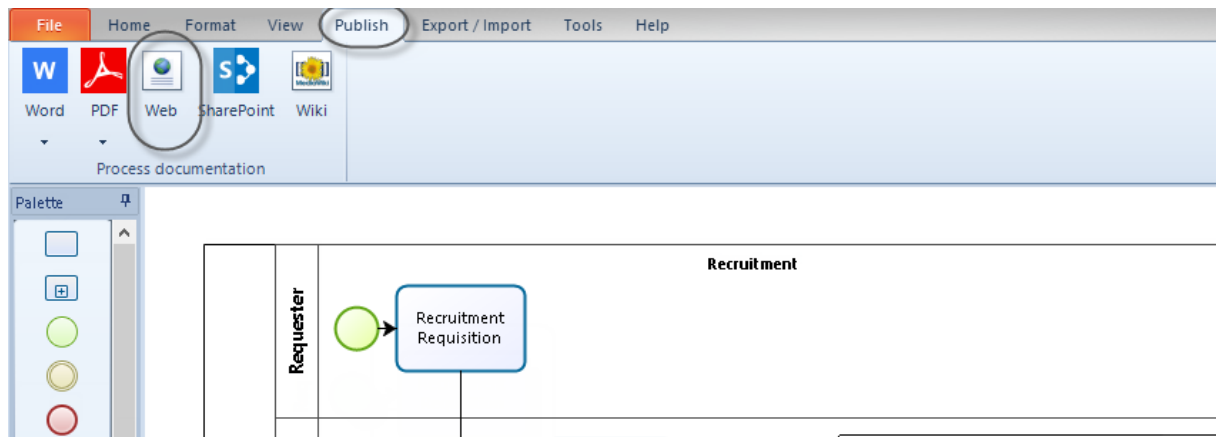 File Home Format View Publish Export / Import Tools Help
W S
Word PDF Web SharePoint Wiki
Process documentation
Palette
Recruitment
Requester
Recruitment
Requisition